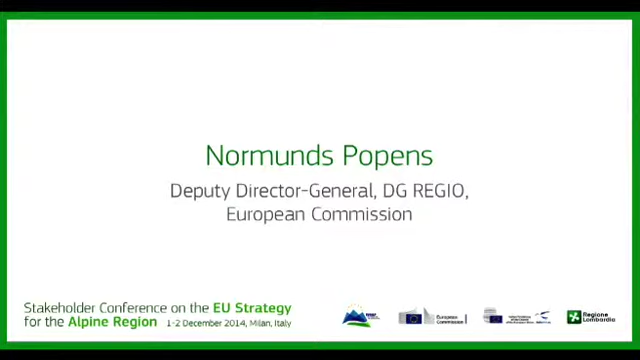 Normunds Popens
Deputy Director-General, DG REGIO,
European Commission
Stakeholder Conference on the EU Strategy
for the Alpine Region 1-2 December 2014, Milan, Italy
European
Commission
Regione
Lombardia